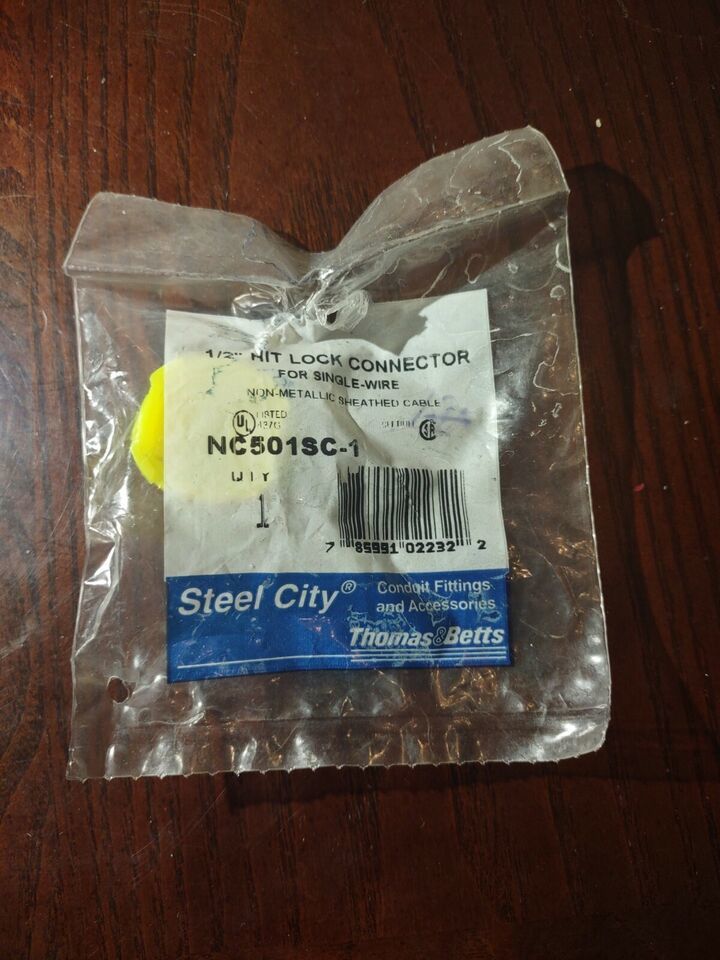 1/2" HIT LOCK CONNECTOR
FOR SINGLE-WIRE
NON-METALLIC SHEATHED CABLE
UL LISTED
NC501SC-1
QTY
1
7 85991 02232 2
Steel City® Conduit Fittings
and Accessories
Thomas&Betts